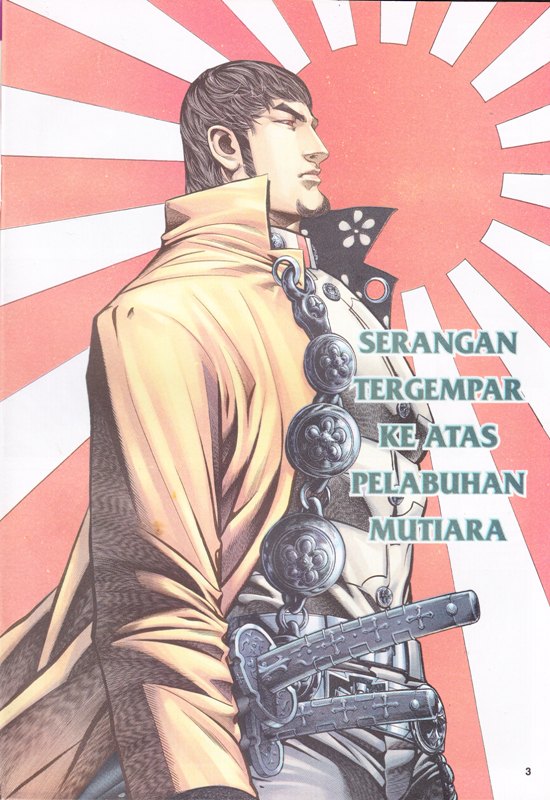 SERANGAN
TERGEMPAR
KE ATAS
PELABUHAN
MUTIARA
3